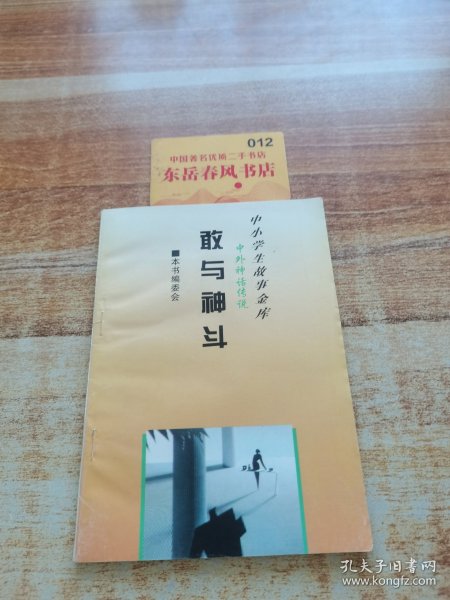 012
中国著名优质二手书店
东岳春风书店
中小学生故事金库
中外神话传说
敢与神斗
■本书编委会
孔夫子旧书网
www.kongfz.com